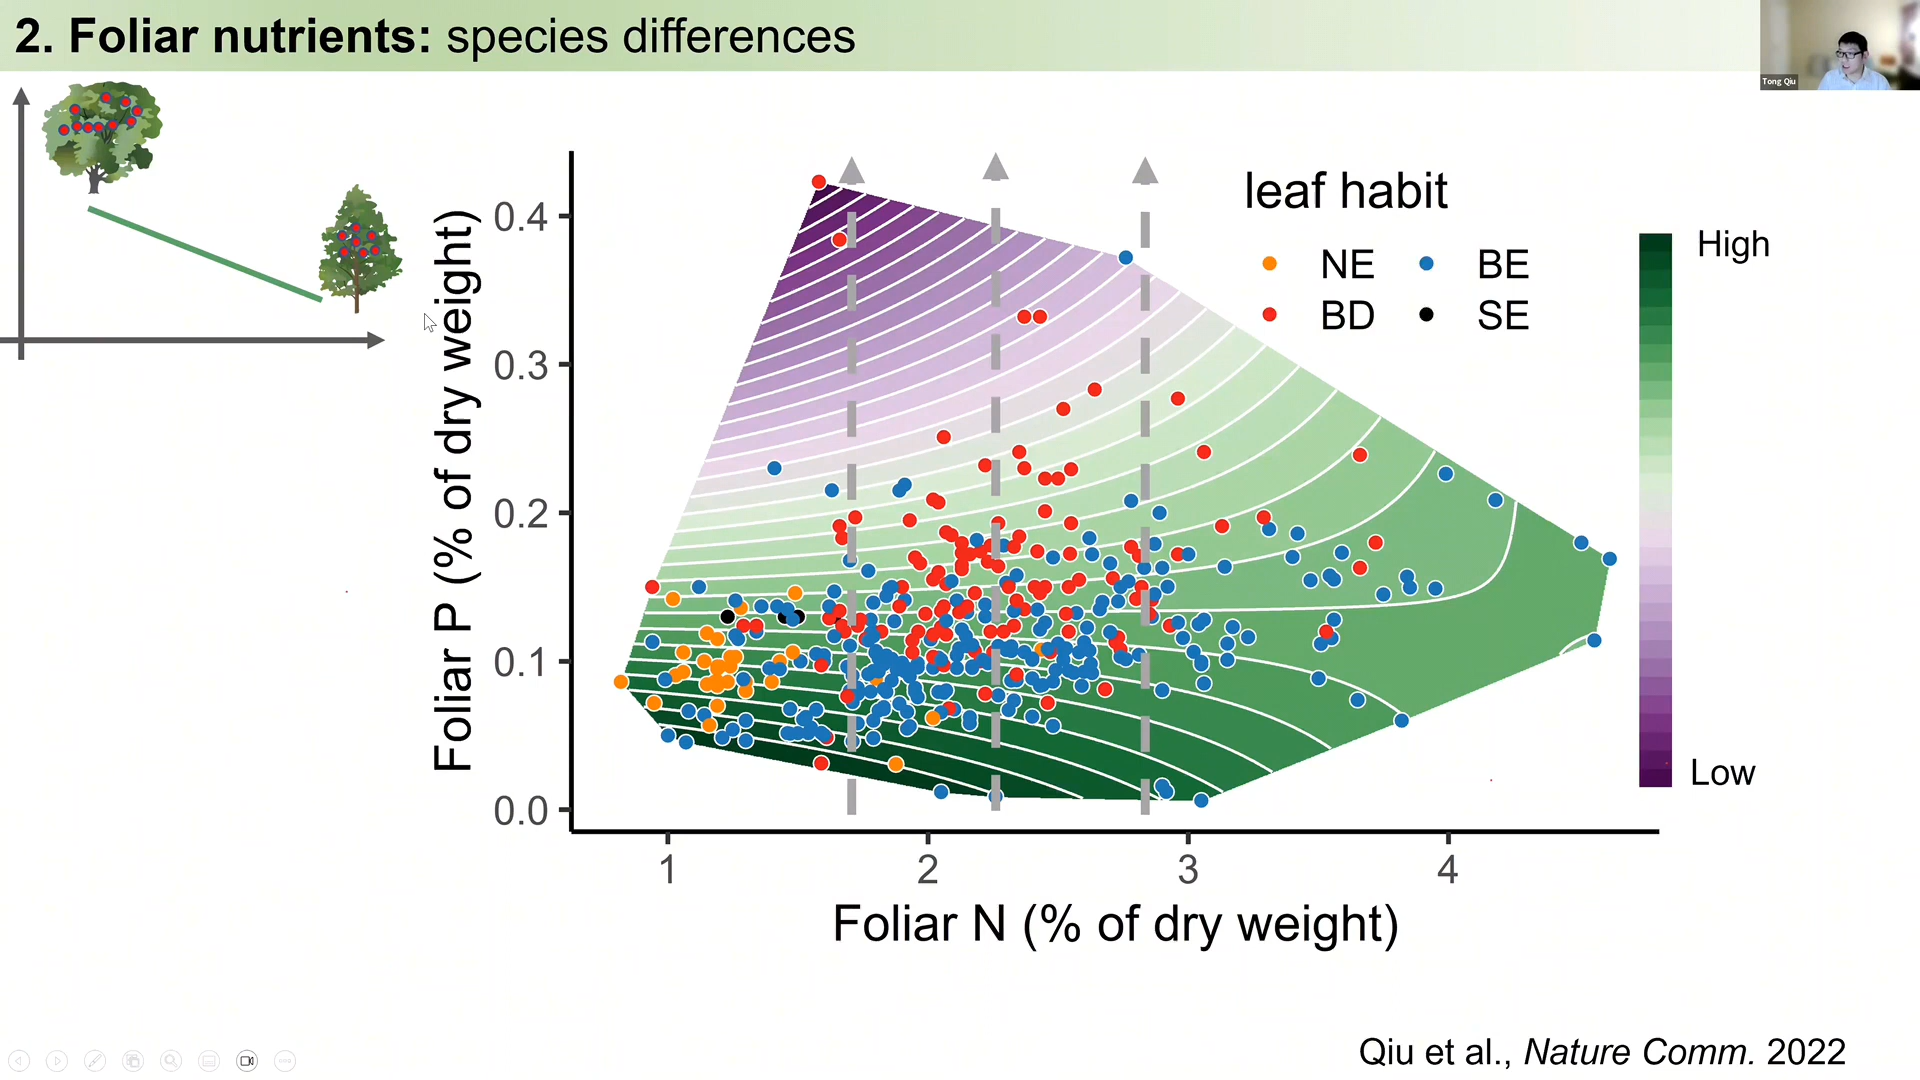 2. Foliar nutrients: species differences
Tong Qiu
leaf habit
NE
BE
BD
SE
High
Low
Foliar P (% of dry weight)
0.4
0.3
0.2
0.1
0.0
1
2
3
4
Foliar N (% of dry weight)
Qiu et al., Nature Comm. 2022